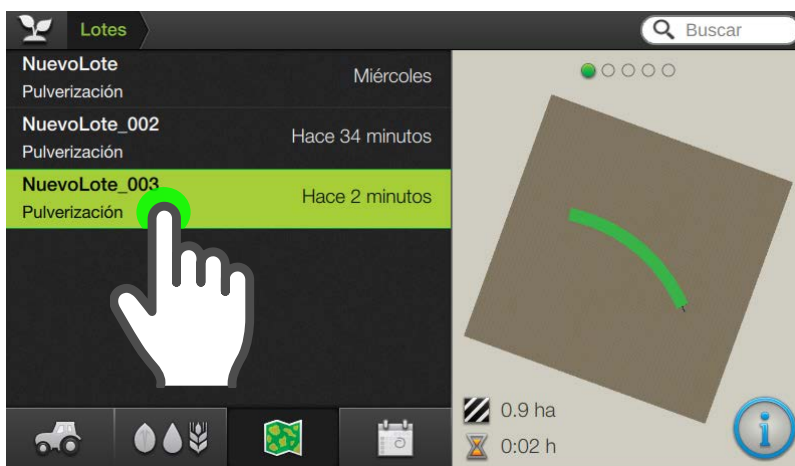 Lotes
Buscar
NuevoLote
Miércoles
Pulverización
NuevoLote_002
Hace 34 minutos
Pulverización
NuevoLote_003
Hace 2 minutos
Pulverización
0.9 ha
0:02 h